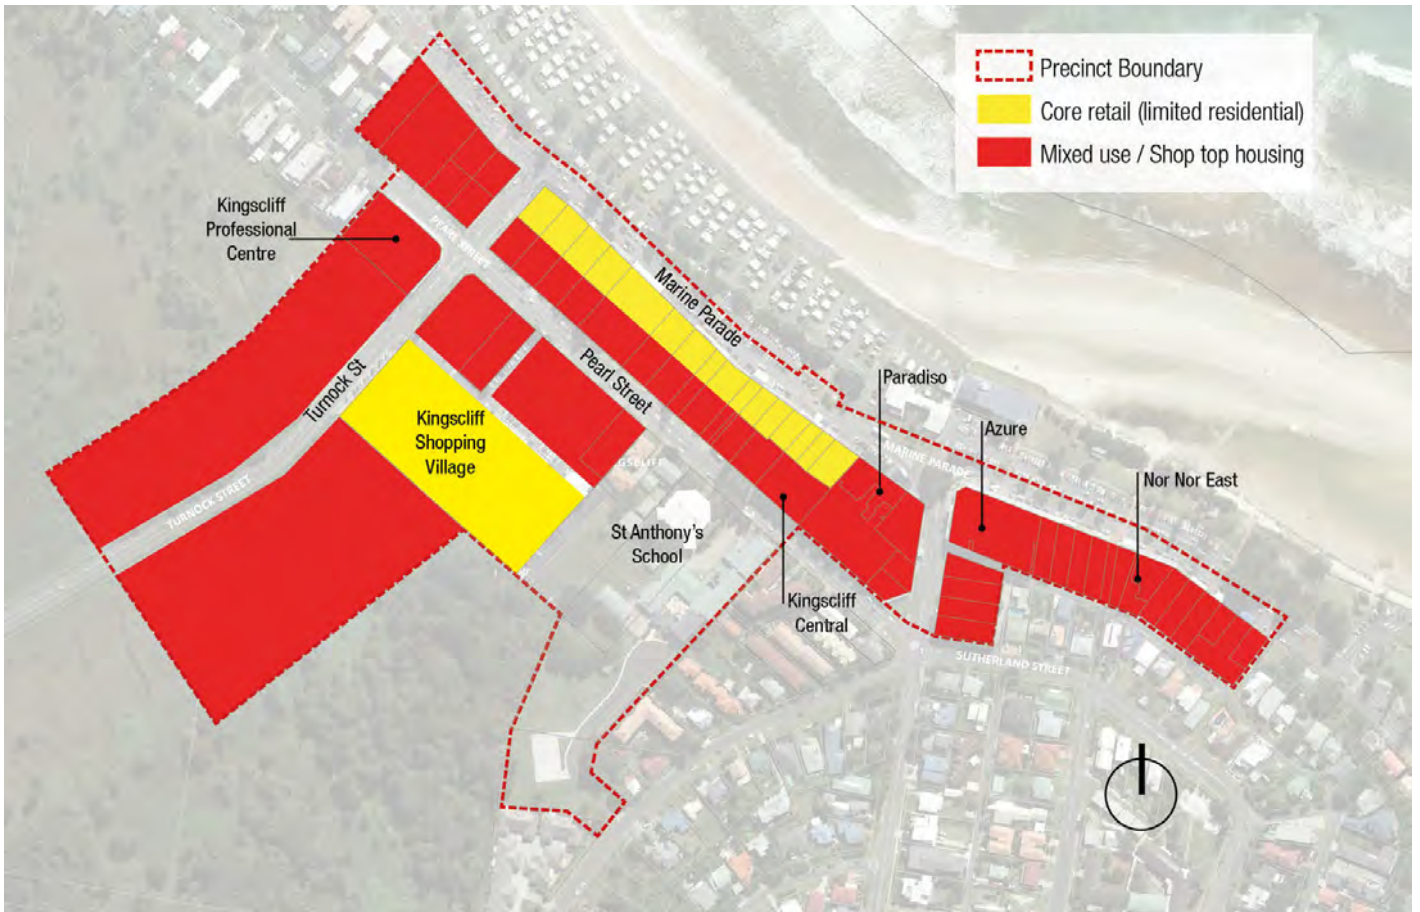 Precinct Boundary
Core retail (limited residential)
Mixed use / Shop top housing
Kingscliff
Professional
Centre
PEARL STREET
Marine Parade
Pearl Street
Turnock St
Kingscliff
Shopping
Village
Paradiso
Azure
MARINE PARADE
Nor Nor East
TURNOCK STREET
St Anthony's
School
Kingscliff
Central
SUTHERLAND STREET